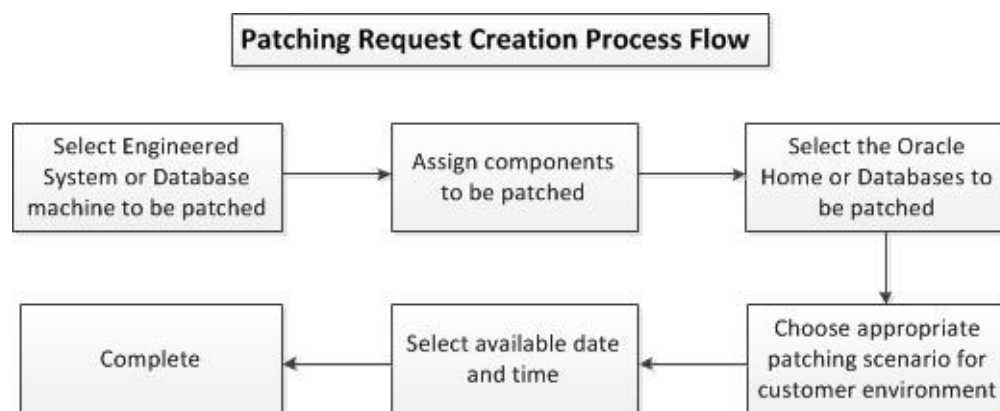 Patching Request Creation Process Flow
Select Engineered
System or Database
machine to be patched
Assign components
to be patched
Select the Oracle
Home or Databases to
be patched
Choose appropriate
patching scenario for
customer environment
Select available date
and time
Complete